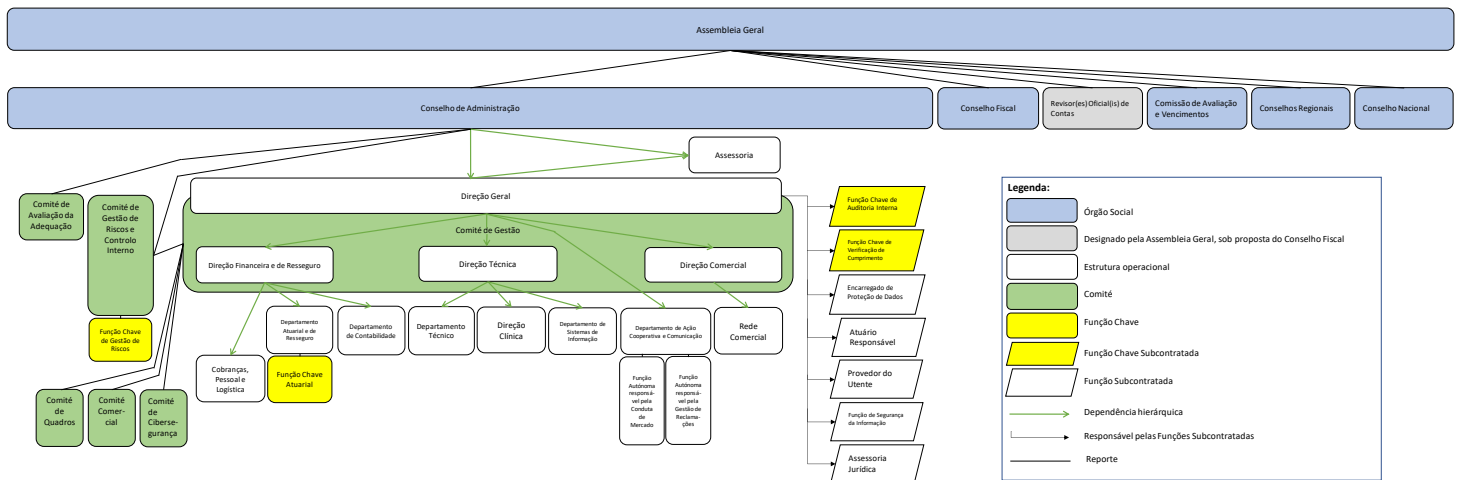 Assembleia Geral
Conselho de Administração
Conselho Fiscal
Revisor(es) Oficial(is) de
Contas
Comissão de Avaliação
e Vencimentos
Conselhos Regionais
Conselho Nacional
Assessoria
Comité de
Avaliação da
Adequação
Comité de
Gestão de
Riscos e
Controlo
Interno
Função Chave
de Gestão de
Riscos
Direção Geral
Comité de Gestão
Direção Financeira e de Resseguro
Direção Técnica
Direção Comercial
Cobranças,
Pessoal e
Logística
Departamento
Atuarial e de
Resseguro
Função Chave
Atuarial
Departamento
de Contabilidade
Departamento
Técnico
Direção
Clínica
Departamento de
Sistemas de
Informação
Departamento de Ação
Cooperativa e Comunicação
Função
Autónoma
responsá-
vel pela
Conduta
de
Mercado
Função
Autónoma
responsá-
vel pela
Gestão de
Reclama-
ções
Rede
Comercial
Comité
de
Quadros
Comité
Comer-
cial
Comité
de
Ciberse-
gurança
Função Chave de
Auditoria Interna
Função Chave de
Verificação de
Cumprimento
Encarregado de
Proteção de Dados
Atuário
Responsável
Provedor do
Utente
Função de Segurança
da Informação
Assessoria
Jurídica
Legenda:
Órgão Social
Designado pela Assembleia Geral, sob proposta do Conselho Fiscal
Estrutura operacional
Comité
Função Chave
Função Chave Subcontratada
Função Subcontratada
Dependência hierárquica
Responsável pelas Funções Subcontratadas
Reporte